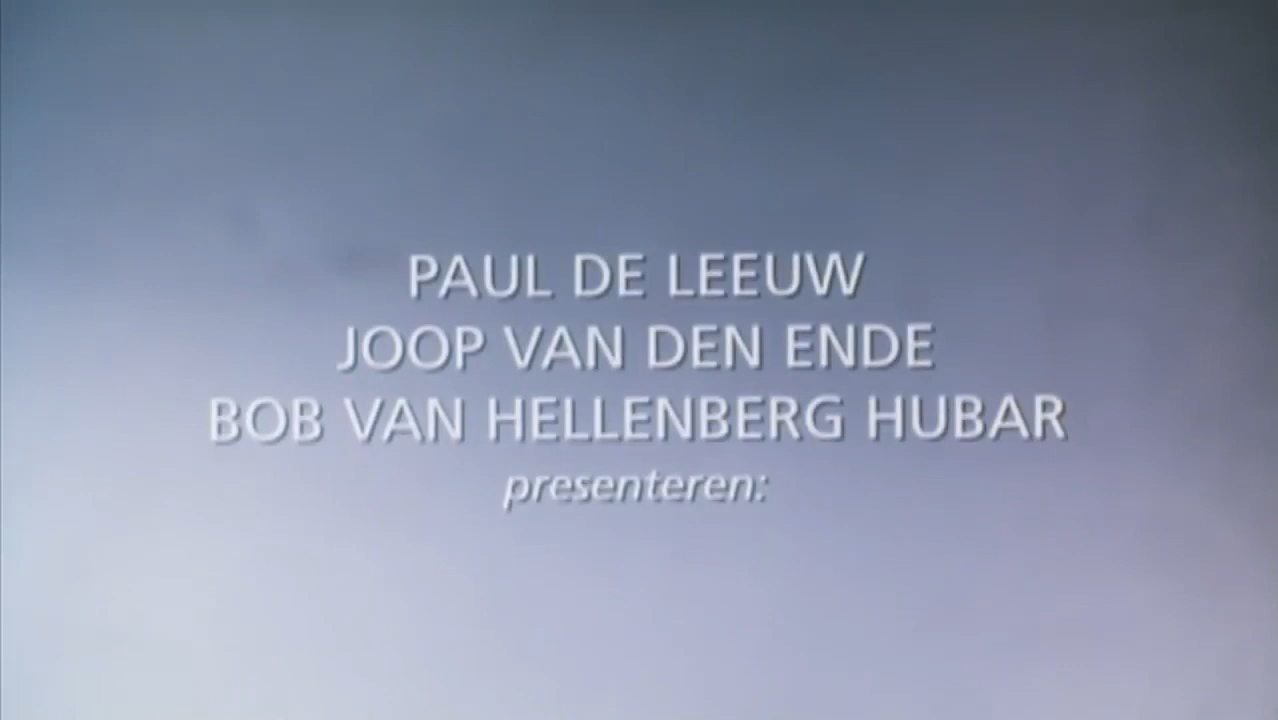 PAUL DE LEEUW
JOOP VAN DEN ENDE
BOB VAN HELLENBERG HUBAR
presenteren: